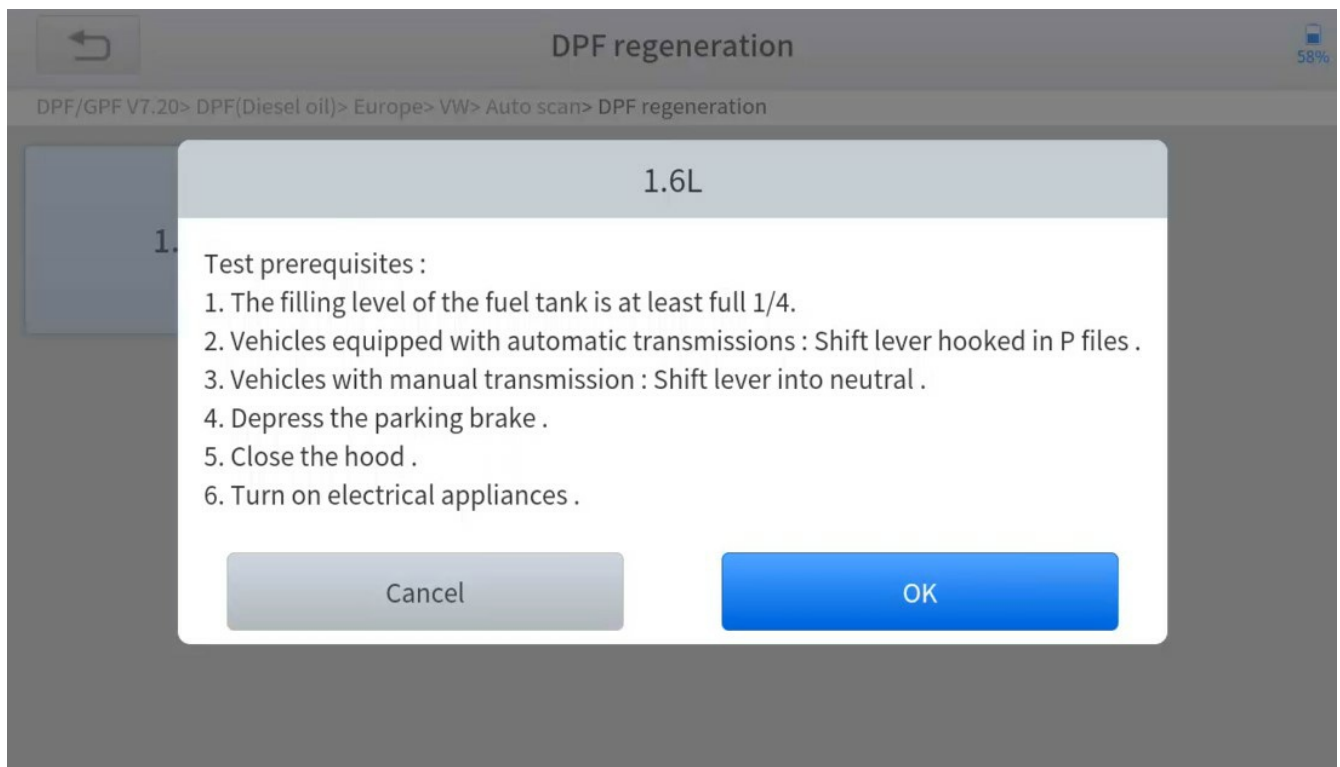 DPF regeneration
58%
DPF/GPF V7.20> DPF(Diesel oil)> Europe> VW> Auto scan> DPF regeneration
1.6L
1.
Test prerequisites :
1. The filling level of the fuel tank is at least full 1/4.
2. Vehicles equipped with automatic transmissions : Shift lever hooked in P files .
3. Vehicles with manual transmission : Shift lever into neutral .
4. Depress the parking brake .
5. Close the hood .
6. Turn on electrical appliances .
Cancel
OK